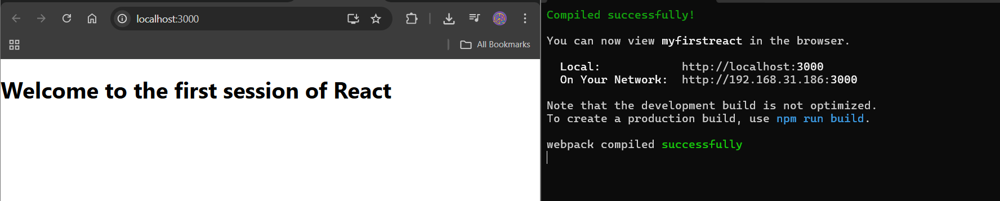 localhost:3000
All Bookmarks
Welcome to the first session of React
Compiled successfully!
You can now view myfirstreact in the browser.
Local: http://localhost:3000
On Your Network: http://192.168.31.186:3000
Note that the development build is not optimized.
To create a production build, use npm run build.
webpack compiled successfully